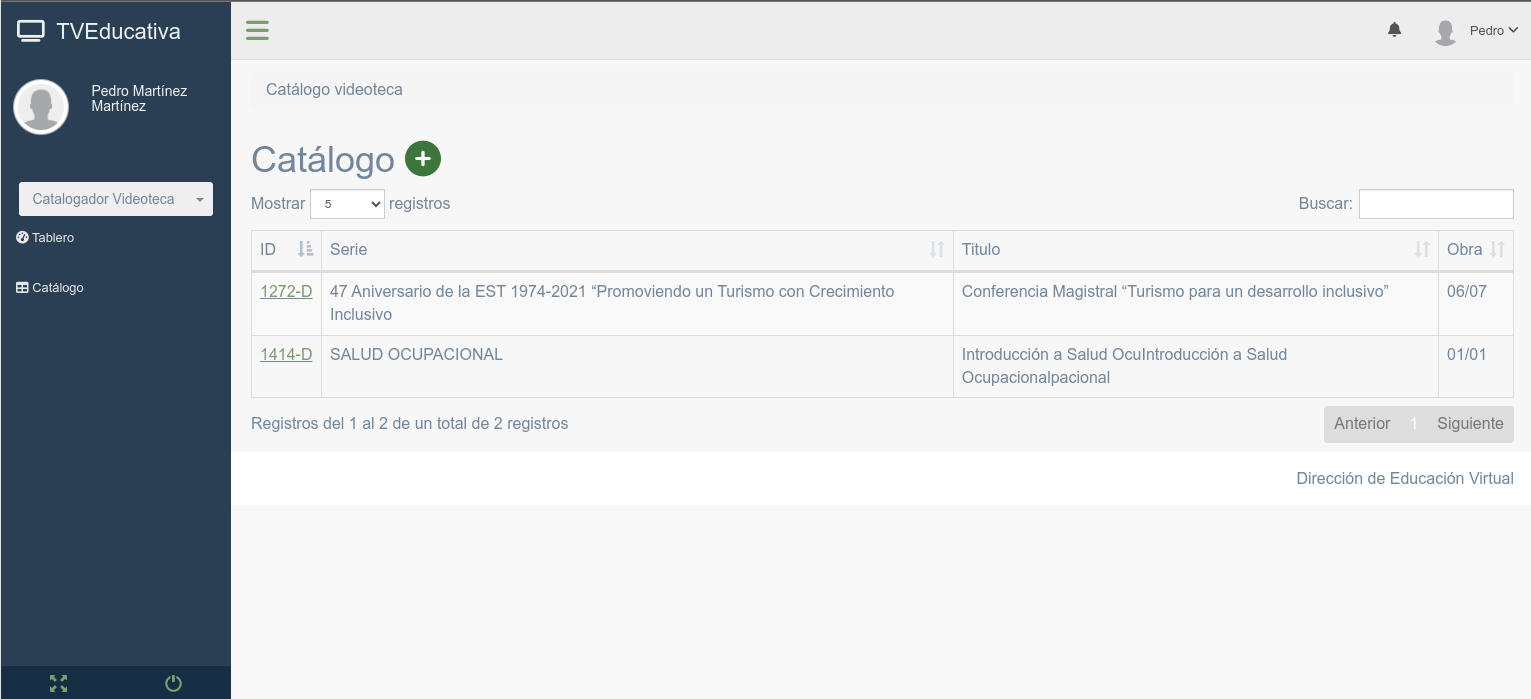 TVEducativa
Pedro Martínez
Martínez
Catalogador Videoteca
Tablero
Catálogo
Pedro
Catálogo videoteca
Catálogo
Mostrar 5 registros
Buscar:
ID Serie Titulo Obra
1272-D 47 Aniversario de la EST 1974-2021 “Promoviendo un Turismo con Crecimiento Conferencia Magistral “Turismo para un desarrollo inclusivo” 06/07
Inclusivo
1414-D SALUD OCUPACIONAL Introducción a Salud OcuIntroducción a Salud 01/01
Ocupacionalpacional
Registros del 1 al 2 de un total de 2 registros
Anterior 1 Siguiente
Dirección de Educación Virtual